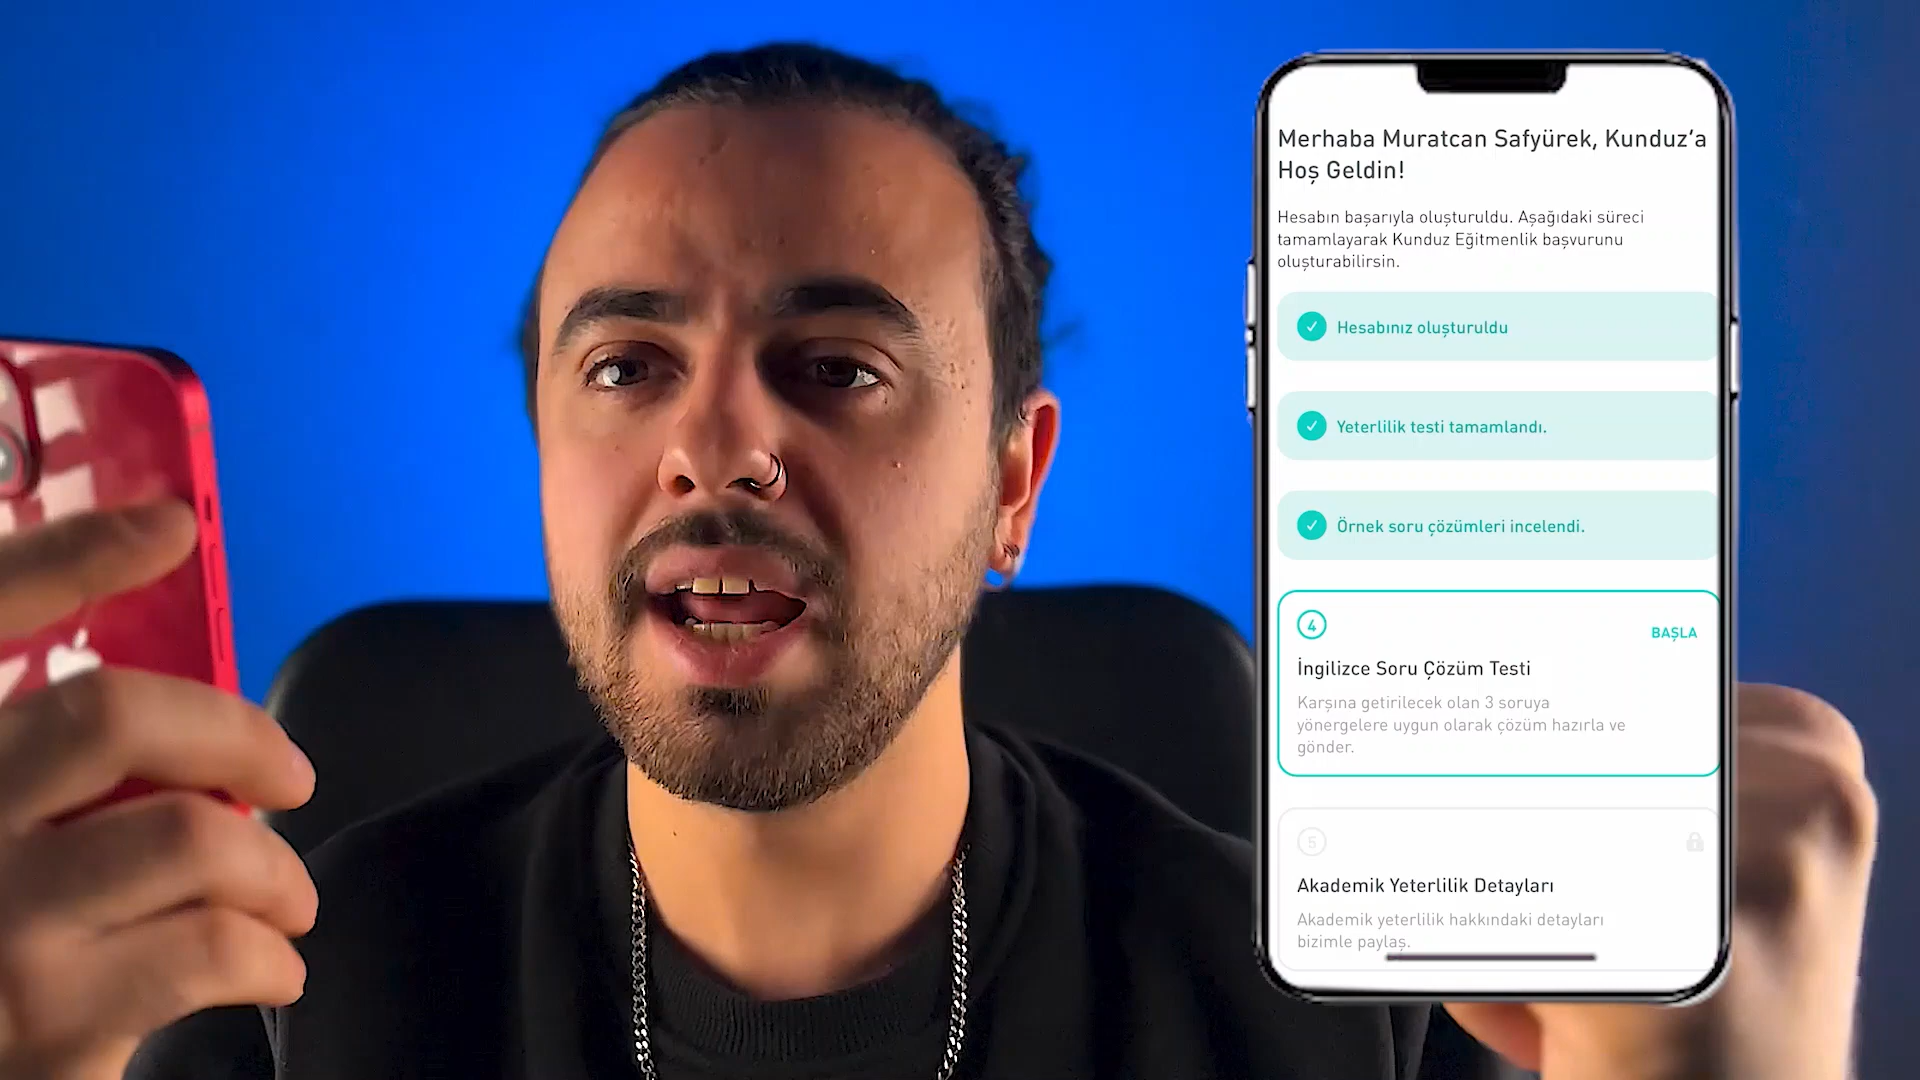 Merhaba Muratcan Safyürek, Kunduz’a
Hoş Geldin!
Hesabın başarıyla oluşturuldu. Aşağıdaki süreci
tamamlayarak Kunduz Eğitmenlik başvurunu
oluşturabilirsin.
Hesabınız oluşturuldu
Yeterlilik testi tamamlandı.
Örnek soru çözümleri incelendi.
4
BAŞLA
İngilizce Soru Çözüm Testi
Karşına getirilecek olan 3 soruya
yönergelere uygun olarak çözüm hazırla ve
gönder.
5
Akademik Yeterlilik Detayları
Akademik yeterlilik hakkındaki detayları
bizimle paylaş.